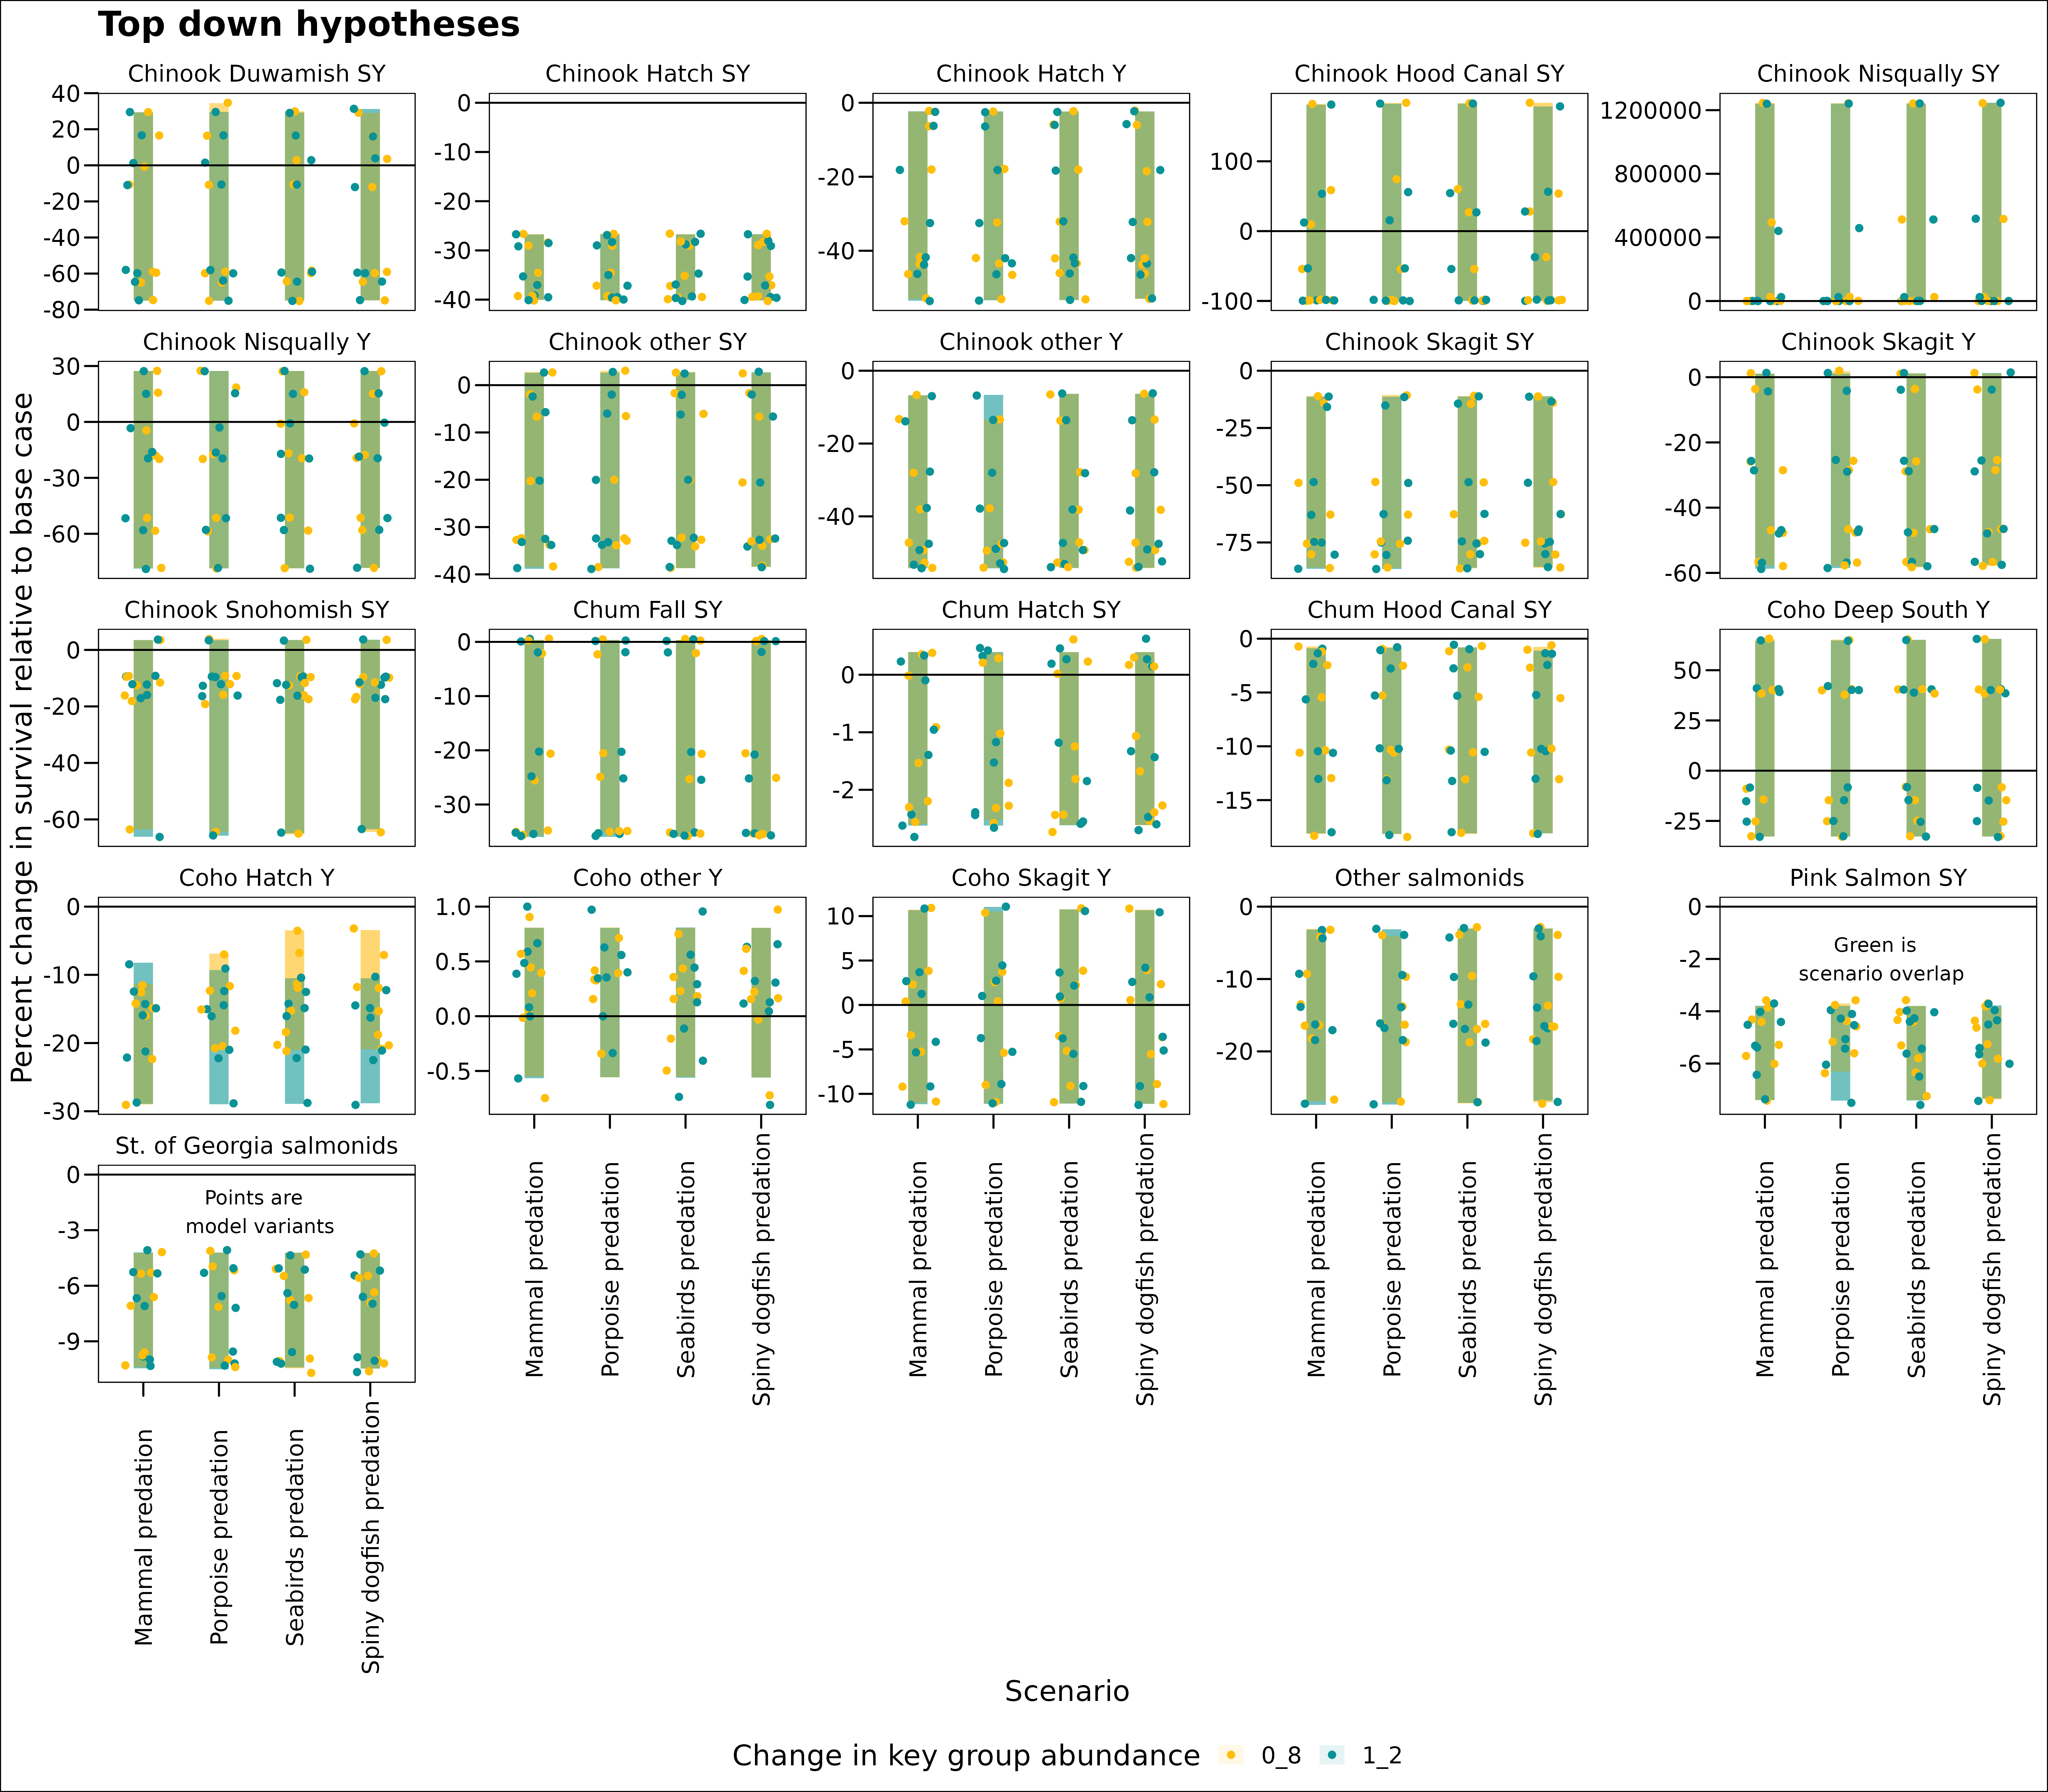 Top down hypotheses
Percent change in survival relative to base case
Chinook Duwamish SY
40
20
0
-20
-40
-60
-80
Chinook Hatch SY
0
-10
-20
-30
-40
Chinook Hatch Y
0
-20
-40
Chinook Hood Canal SY
100
0
-100
Chinook Nisqually SY
1200000
800000
400000
0
Chinook Nisqually Y
30
0
-30
-60
Chinook other SY
0
-10
-20
-30
-40
Chinook other Y
0
-20
-40
Chinook Skagit SY
0
-25
-50
-75
Chinook Skagit Y
0
-20
-40
-60
Chinook Snohomish SY
0
-20
-40
-60
Chum Fall SY
0
-10
-20
-30
Chum Hatch SY
0
-1
-2
Chum Hood Canal SY
0
-5
-10
-15
Coho Deep South Y
50
25
0
-25
Coho Hatch Y
0
-10
-20
-30
Coho other Y
1.0
0.5
0.0
-0.5
Mammal predation
Porpoise predation
Seabirds predation
Spiny dogfish predation
Coho Skagit Y
10
5
0
-5
-10
Mammal predation
Porpoise predation
Seabirds predation
Spiny dogfish predation
Other salmonids
0
-10
-20
Mammal predation
Porpoise predation
Seabirds predation
Spiny dogfish predation
Pink Salmon SY
0
-2
-4
-6
Green is
scenario overlap
Mammal predation
Porpoise predation
Seabirds predation
Spiny dogfish predation
St. of Georgia salmonids
0
-3
-6
-9
Points are
model variants
Mammal predation
Porpoise predation
Seabirds predation
Spiny dogfish predation
Scenario
Change in key group abundance 0_8 1_2